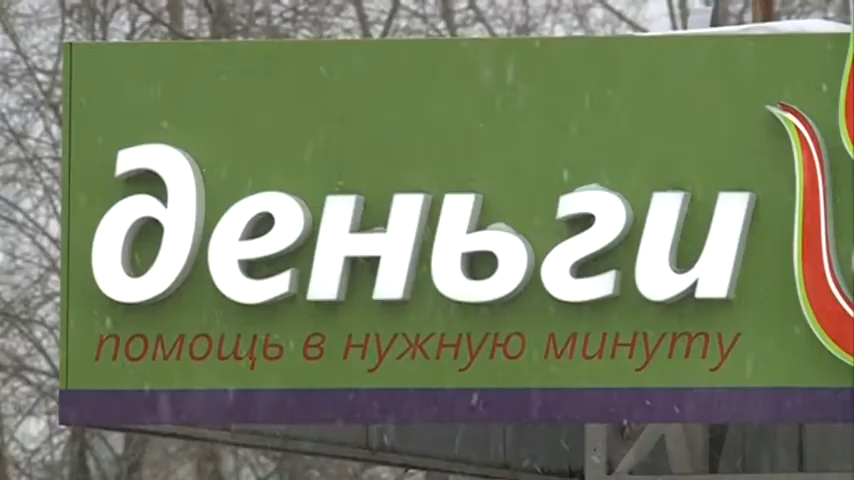 деньги
помощь в нужную минуту